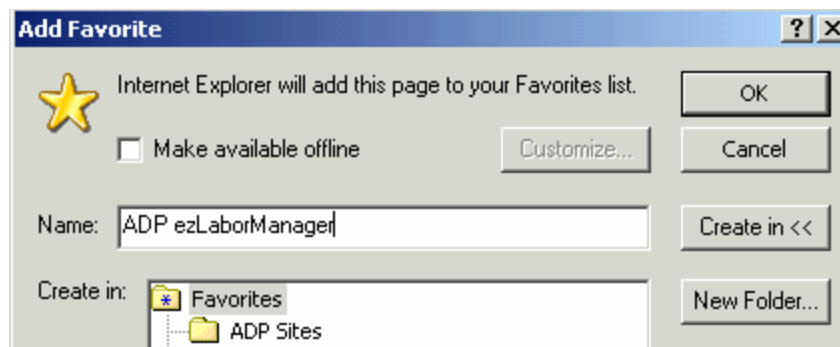 Add Favorite
Internet Explorer will add this page to your Favorites list.
OK
Make available offline
Customize...
Cancel
Name:
ADP ezLaborManager
Create in <<
Create in:
Favorites
New Folder...
ADP Sites